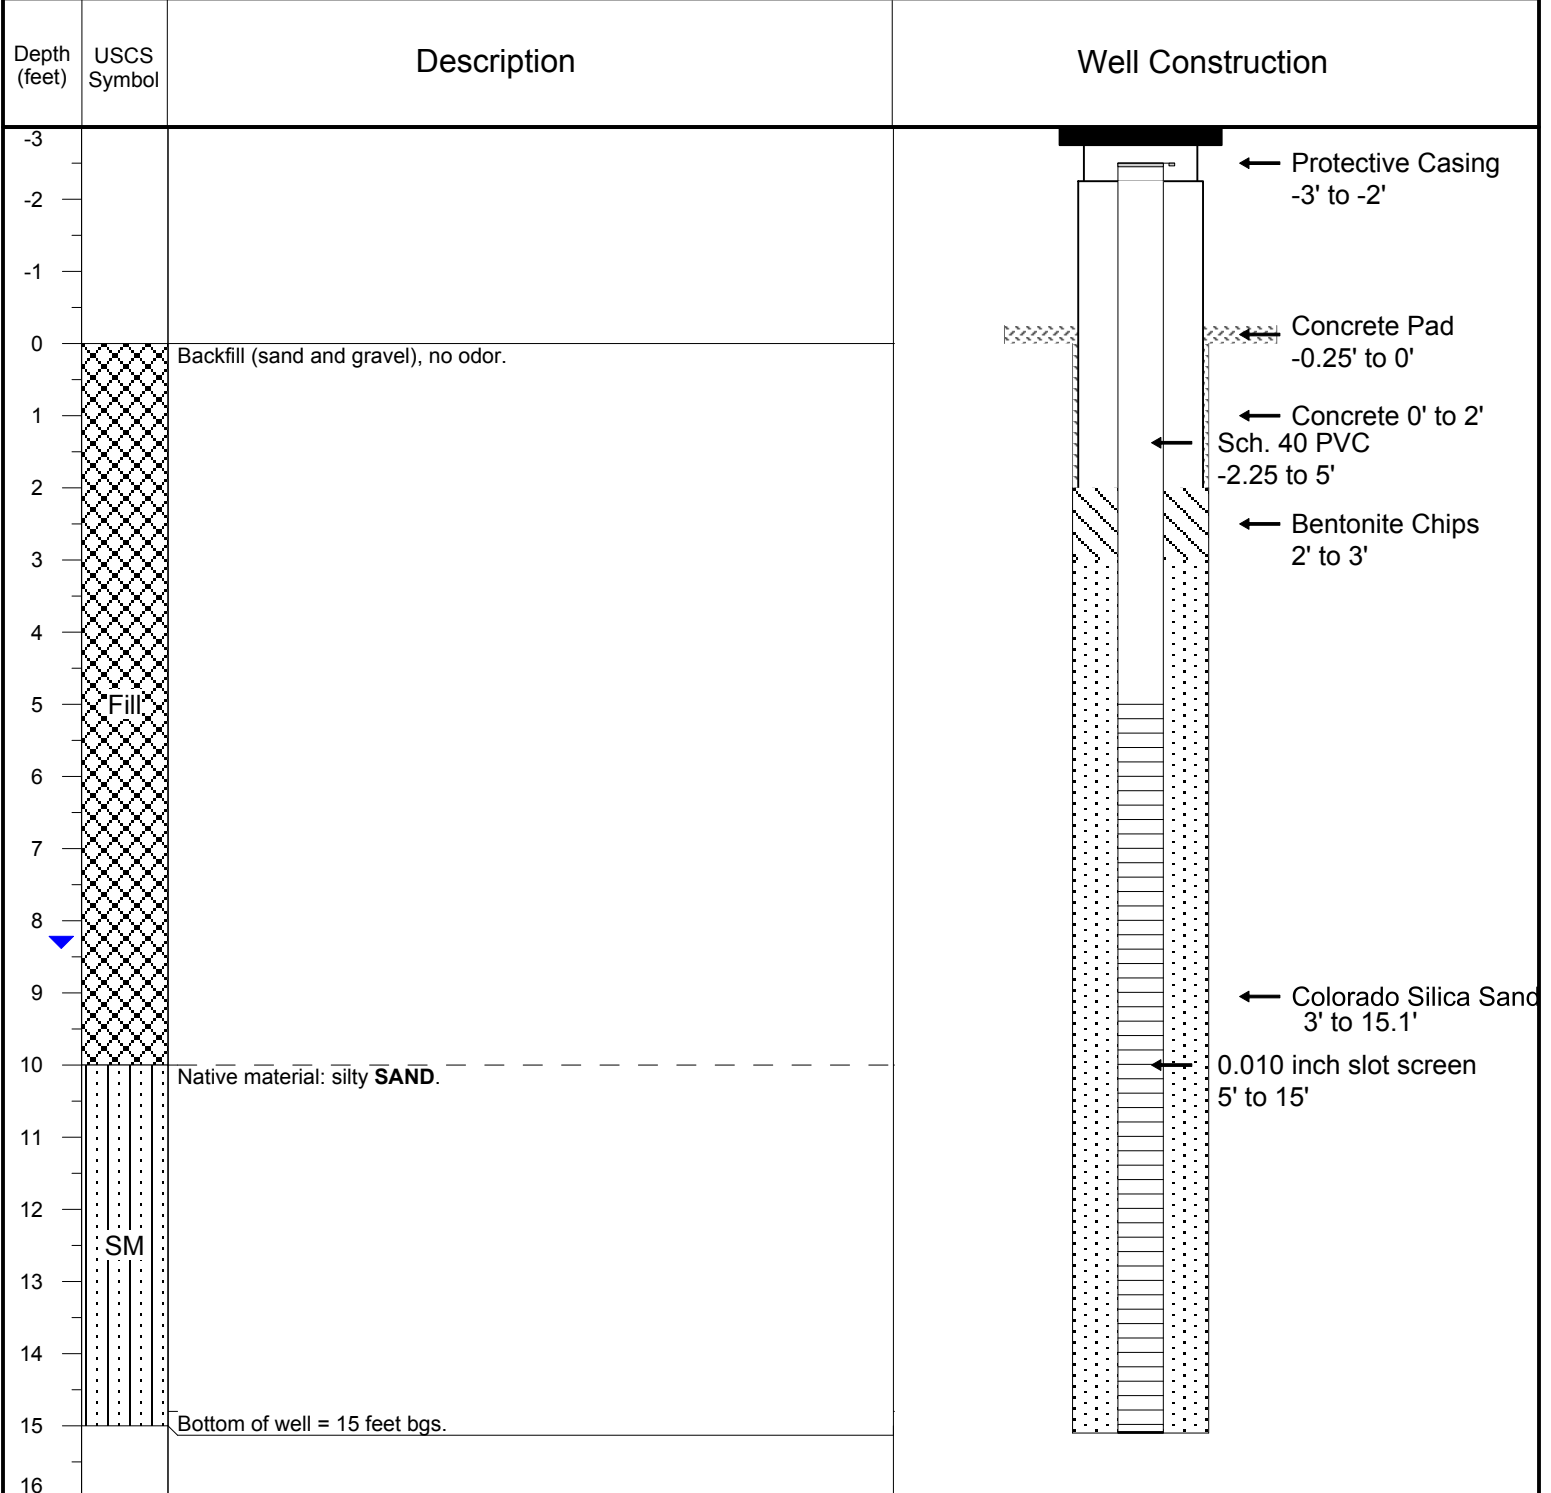 Depth
(feet)
USCS
Symbol
Description
Well Construction
-3
Protective Casing
-3' to -2'
-2
-1
Concrete Pad
-0.25' to 0'
0
Backfill (sand and gravel), no odor.
1
Concrete 0' to 2'
Sch. 40 PVC
-2.25 to 5'
2
Bentonite Chips
2' to 3'
3
4
5
Fill
6
7
8
9
Colorado Silica Sand
3' to 15.1'
10
Native material: silty SAND.
0.010 inch slot screen
5' to 15'
11
12
SM
13
14
15
Bottom of well = 15 feet bgs.
16